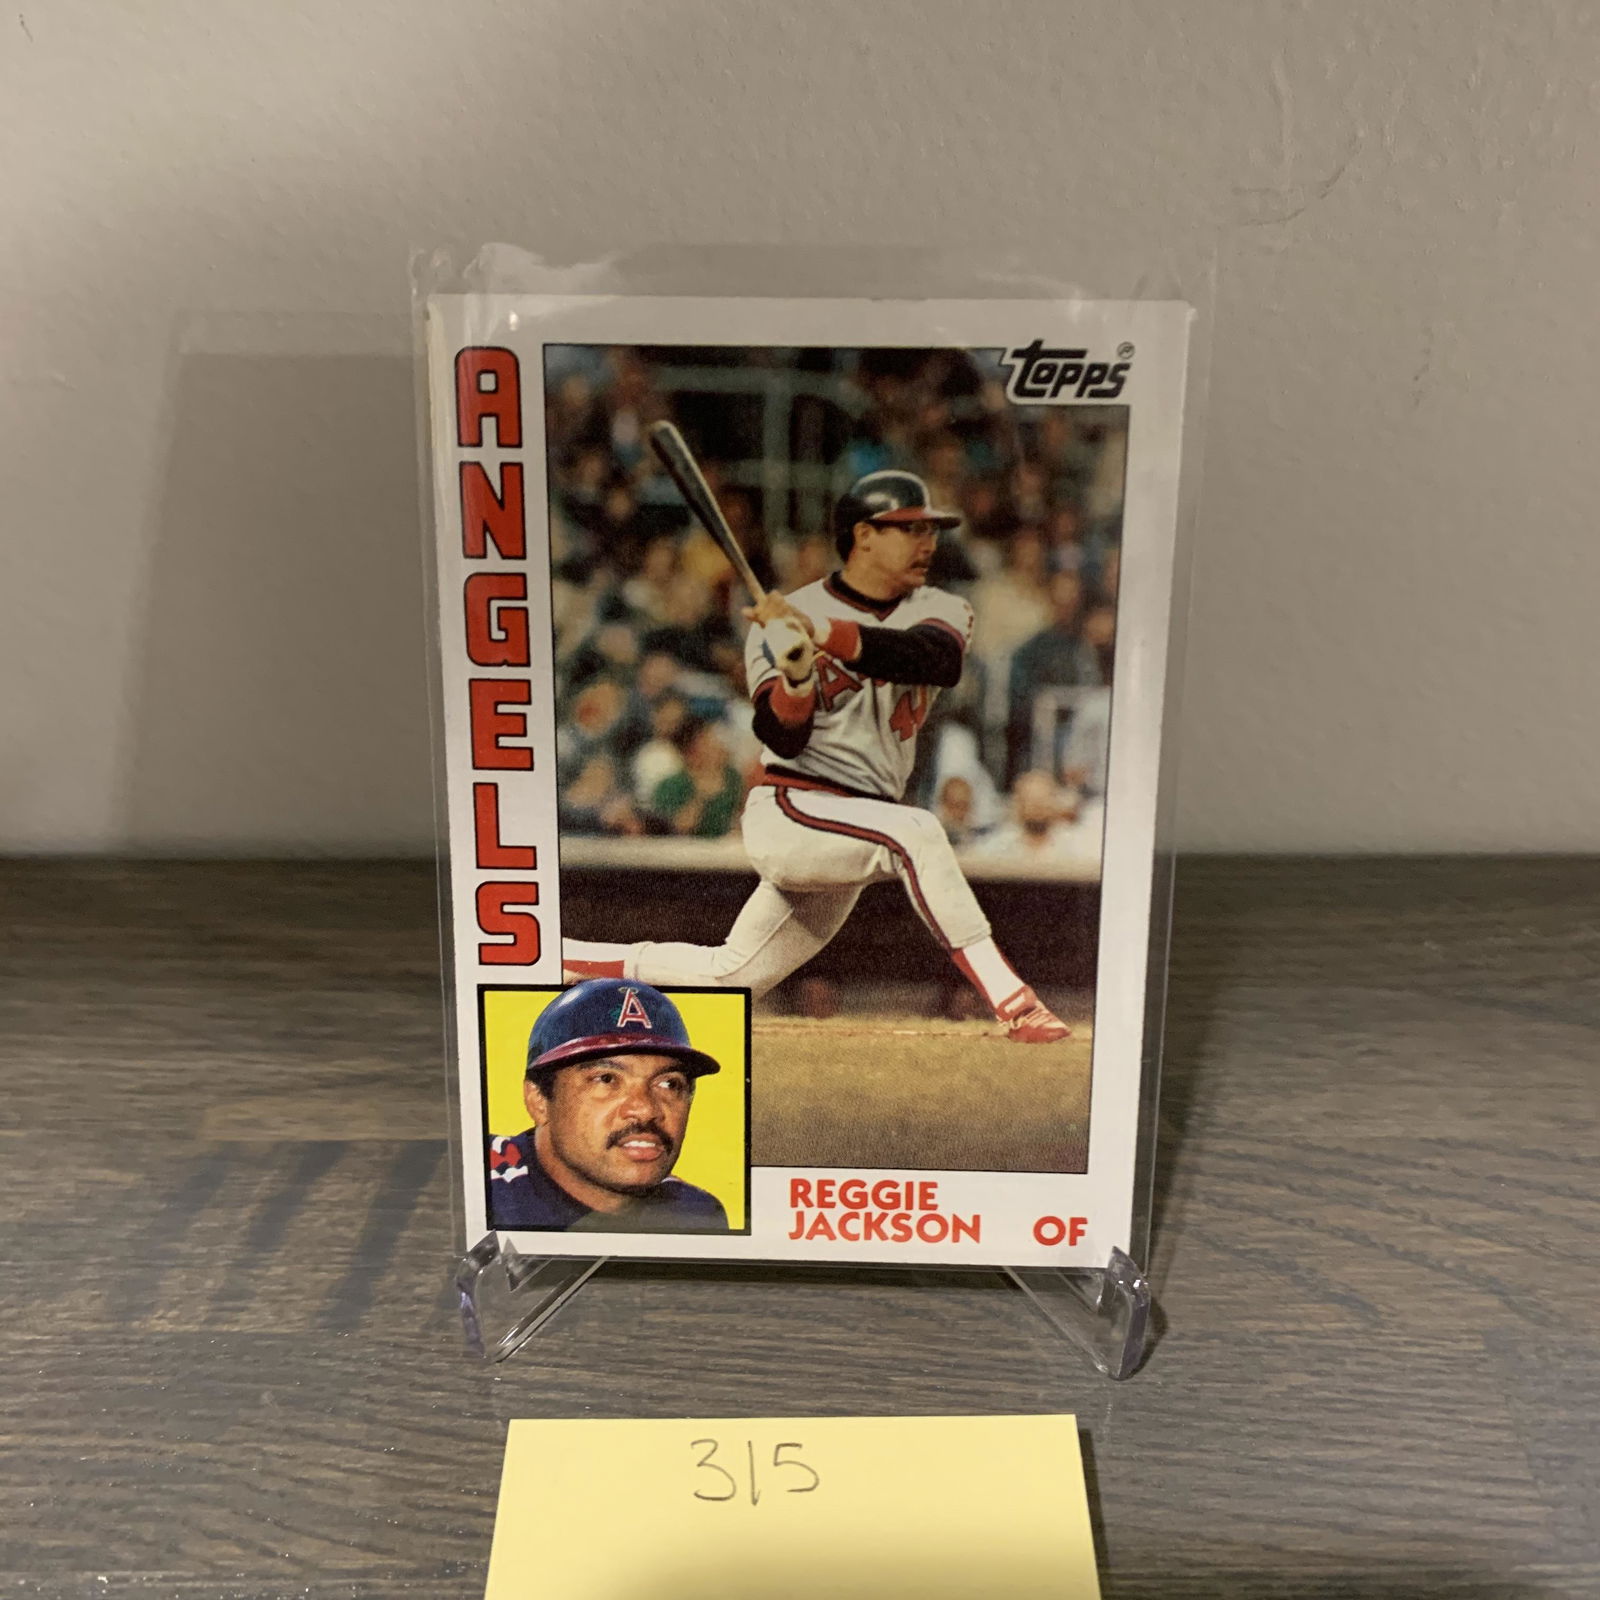 topps®
ANGELS
REGGIE
JACKSON
OF
315